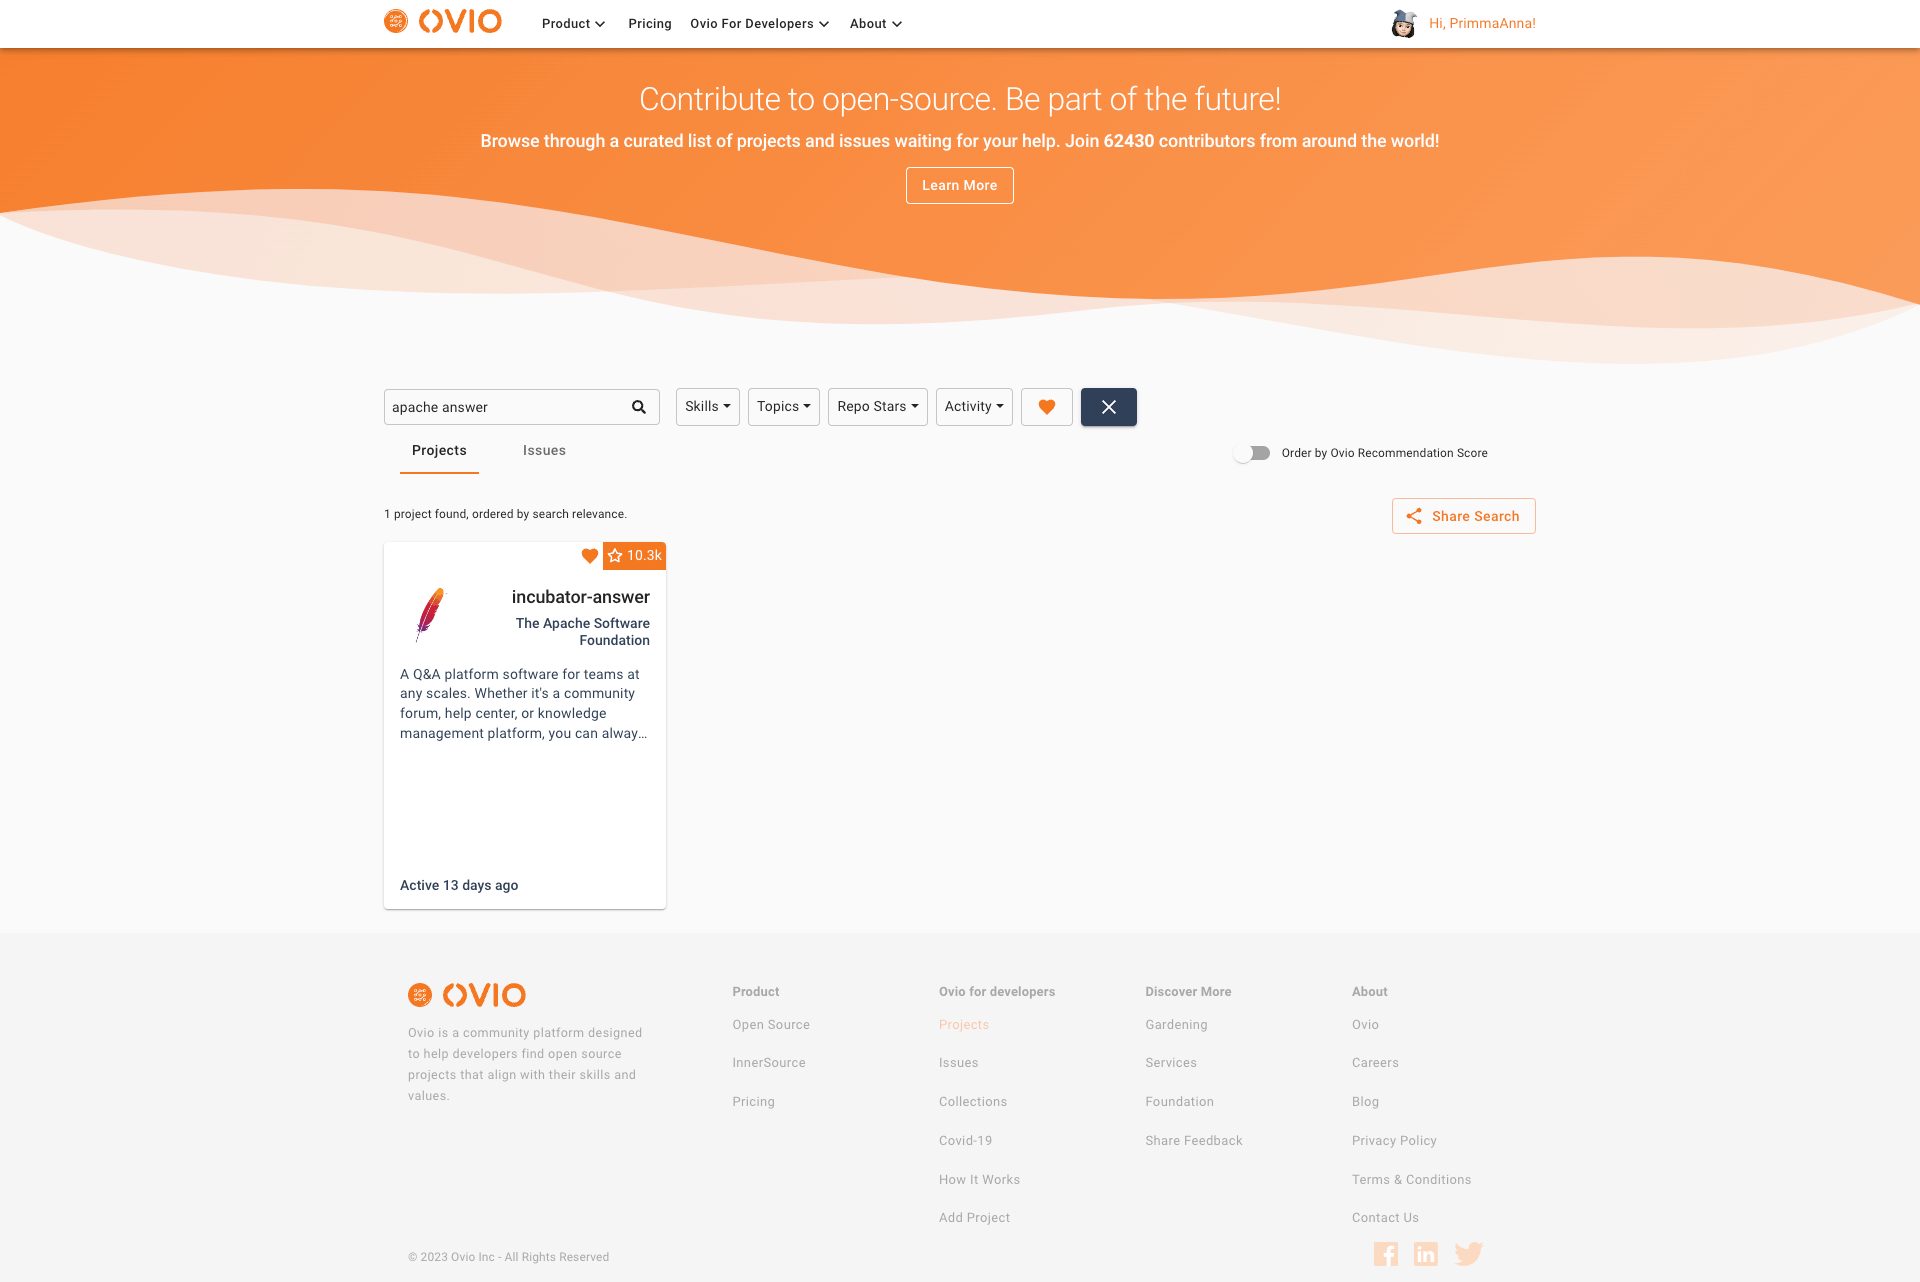 OVIO
Product
Pricing
Ovio For Developers
About
Hi, PrimmaAnna!
Contribute to open-source. Be part of the future!
Browse through a curated list of projects and issues waiting for your help. Join 62430 contributors from around the world!
Learn More
apache answer
Skills
Topics
Repo Stars
Activity
Projects
Issues
Order by Ovio Recommendation Score
1 project found, ordered by search relevance.
Share Search
10.3k
incubator-answer
The Apache Software
Foundation
A Q&A platform software for teams at
any scales. Whether it's a community
forum, help center, or knowledge
management platform, you can alway...
Active 13 days ago
OVIO
Ovio is a community platform designed
to help developers find open source
projects that align with their skills and
values.
© 2023 Ovio Inc - All Rights Reserved
Product
Open Source
InnerSource
Pricing
Ovio for developers
Projects
Issues
Collections
Covid-19
How It Works
Add Project
Discover More
Gardening
Services
Foundation
Share Feedback
About
Ovio
Careers
Blog
Privacy Policy
Terms & Conditions
Contact Us